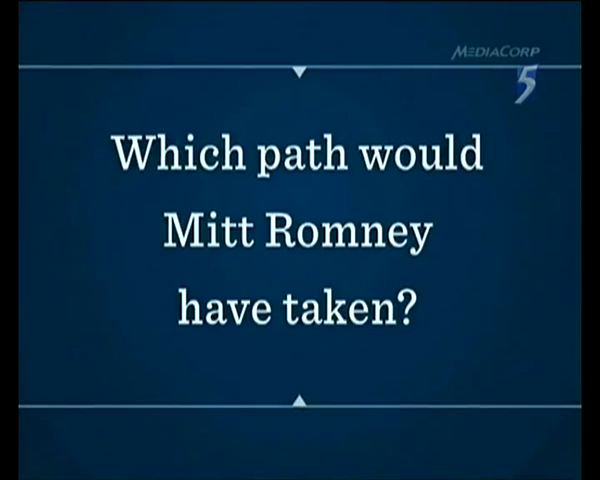 MEDIACORP
5
Which path would
Mitt Romney
have taken?